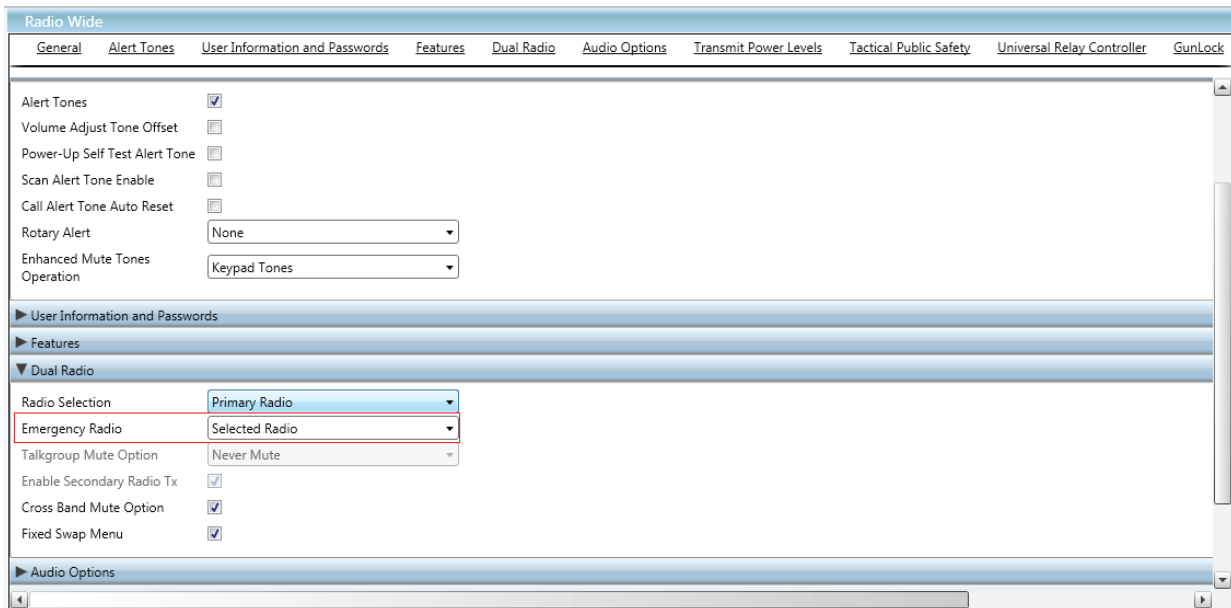 Radio Wide
General Alert Tones User Information and Passwords Features Dual Radio Audio Options Transmit Power Levels Tactical Public Safety Universal Relay Controller GunLock
Alert Tones
Volume Adjust Tone Offset
Power-Up Self Test Alert Tone
Scan Alert Tone Enable
Call Alert Tone Auto Reset
Rotary Alert None
Enhanced Mute Tones
Operation Keypad Tones
User Information and Passwords
Features
Dual Radio
Radio Selection Primary Radio
Emergency Radio Selected Radio
Talkgroup Mute Option Never Mute
Enable Secondary Radio Tx
Cross Band Mute Option
Fixed Swap Menu
Audio Options